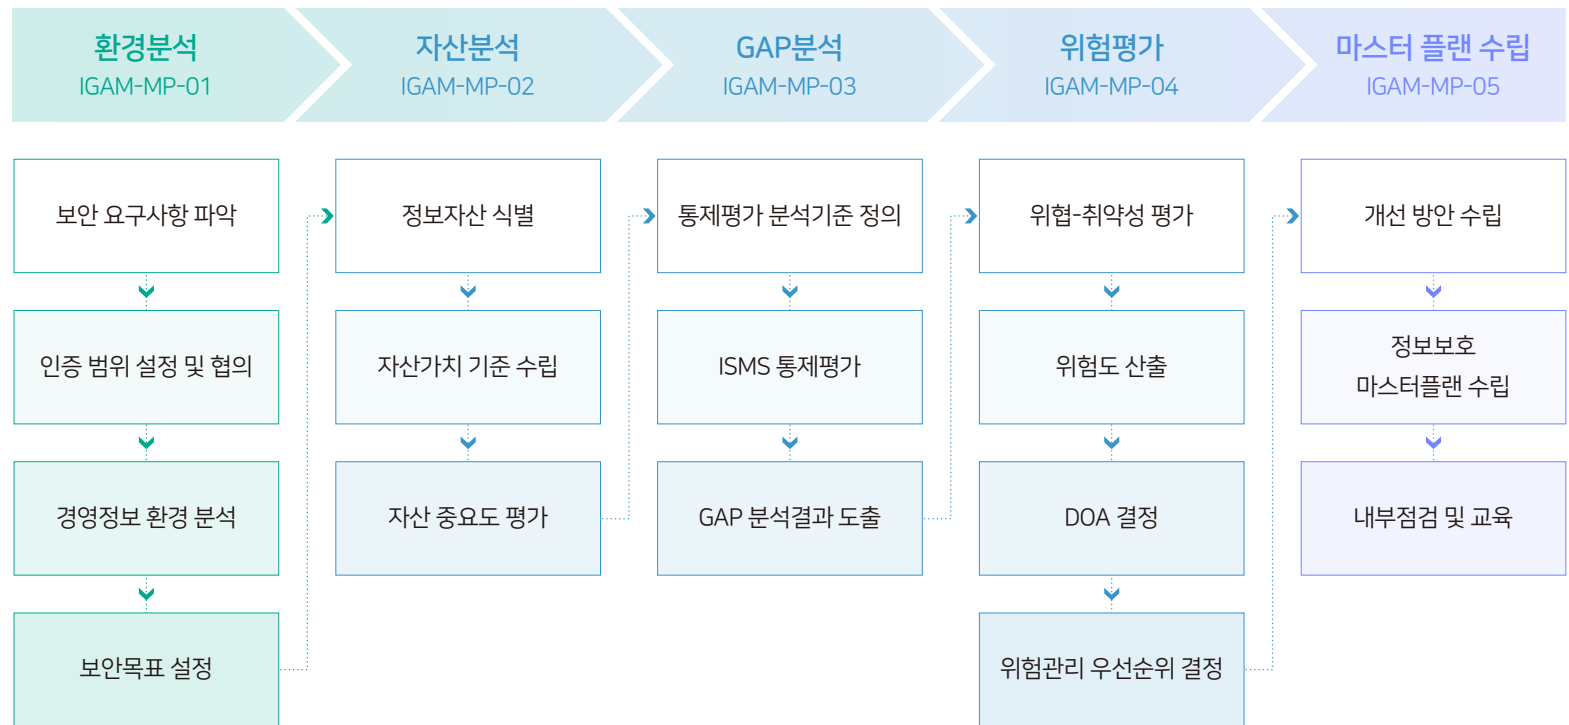 환경분석
IGAM-MP-01
자산분석
IGAM-MP-02
GAP분석
IGAM-MP-03
위험평가
IGAM-MP-04
마스터 플랜 수립
IGAM-MP-05
보안 요구사항 파악
인증 범위 설정 및 협의
경영정보 환경 분석
보안목표 설정
정보자산 식별
자산가치 기준 수립
자산 중요도 평가
통제평가 분석기준 정의
ISMS 통제평가
GAP 분석결과 도출
위협-취약성 평가
위험도 산출
DOA 결정
위험관리 우선순위 결정
개선 방안 수립
정보보호
마스터플랜 수립
내부점검 및 교육